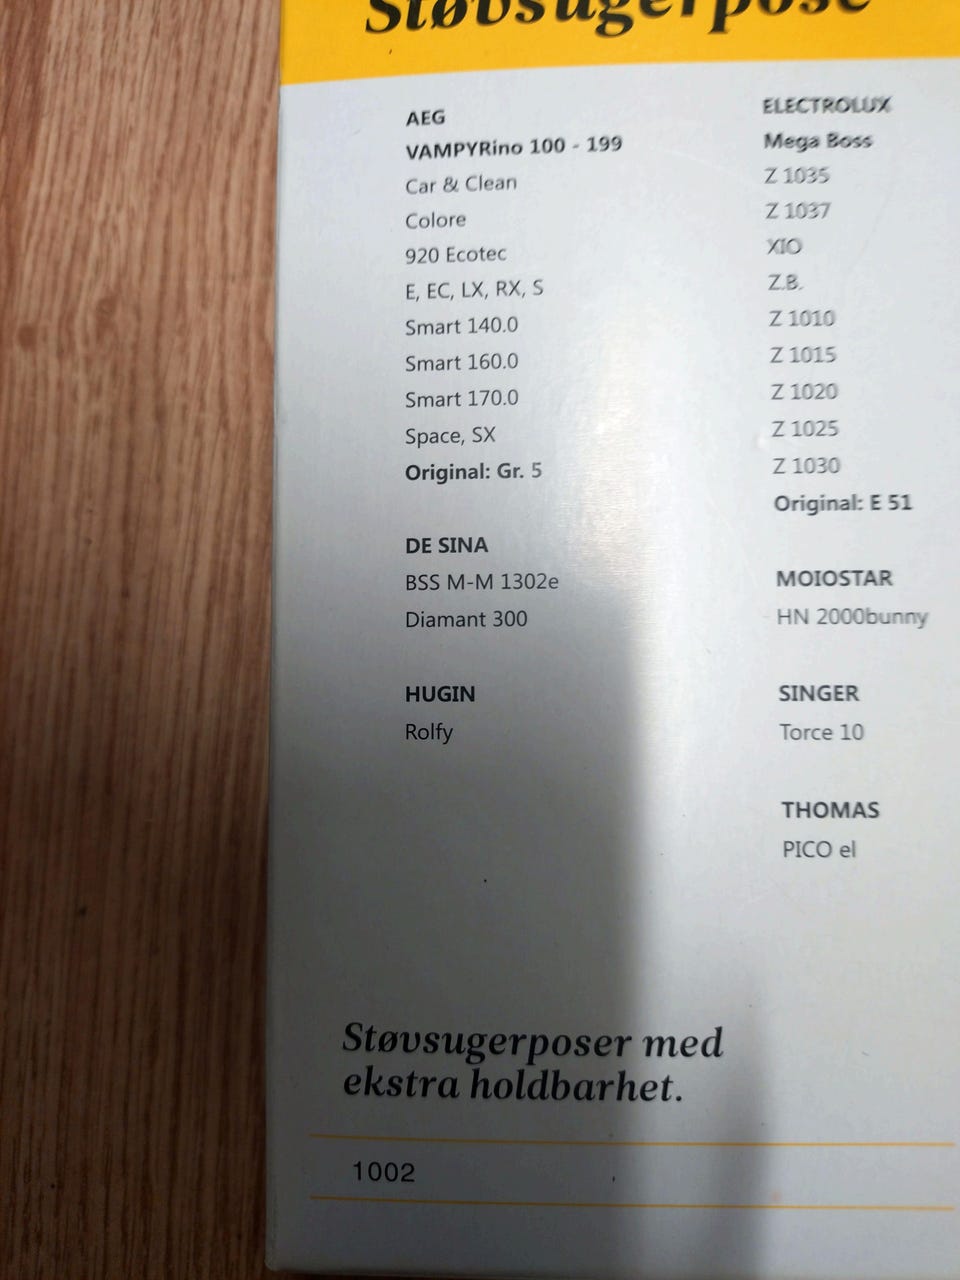 Støvsugerpose
AEG
VAMPYRino 100 - 199
Car & Clean
Colore
920 Ecotec
E, EC, LX, RX, S
Smart 140.0
Smart 160.0
Smart 170.0
Space, SX
Original: Gr. 5
DE SINA
BSS M-M 1302e
Diamant 300
HUGIN
Rolfy
ELECTROLUX
Mega Boss
Z 1035
Z 1037
XIO
Z.B.
Z 1010
Z 1015
Z 1020
Z 1025
Z 1030
Original: E 51
MOIOSTAR
HN 2000bunny
SINGER
Torce 10
THOMAS
PICO el
Støvsugerposer med
ekstra holdbarhet.
1002